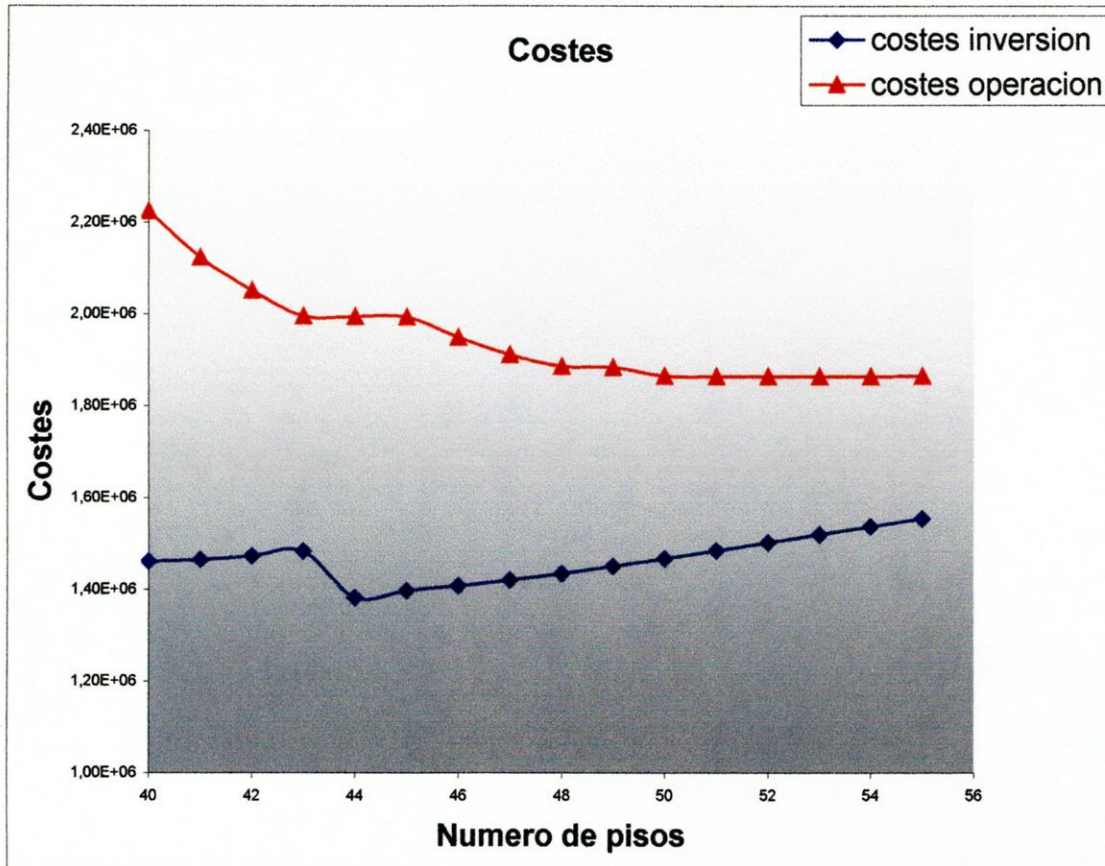 Costes
costes inversion
costes operacion
2,40E+06
2,20E+06
2,00E+06
1,80E+06
1,60E+06
1,40E+06
1,20E+06
1,00E+06
Costes
40 42 44 46 48 50 52 54 56
Numero de pisos